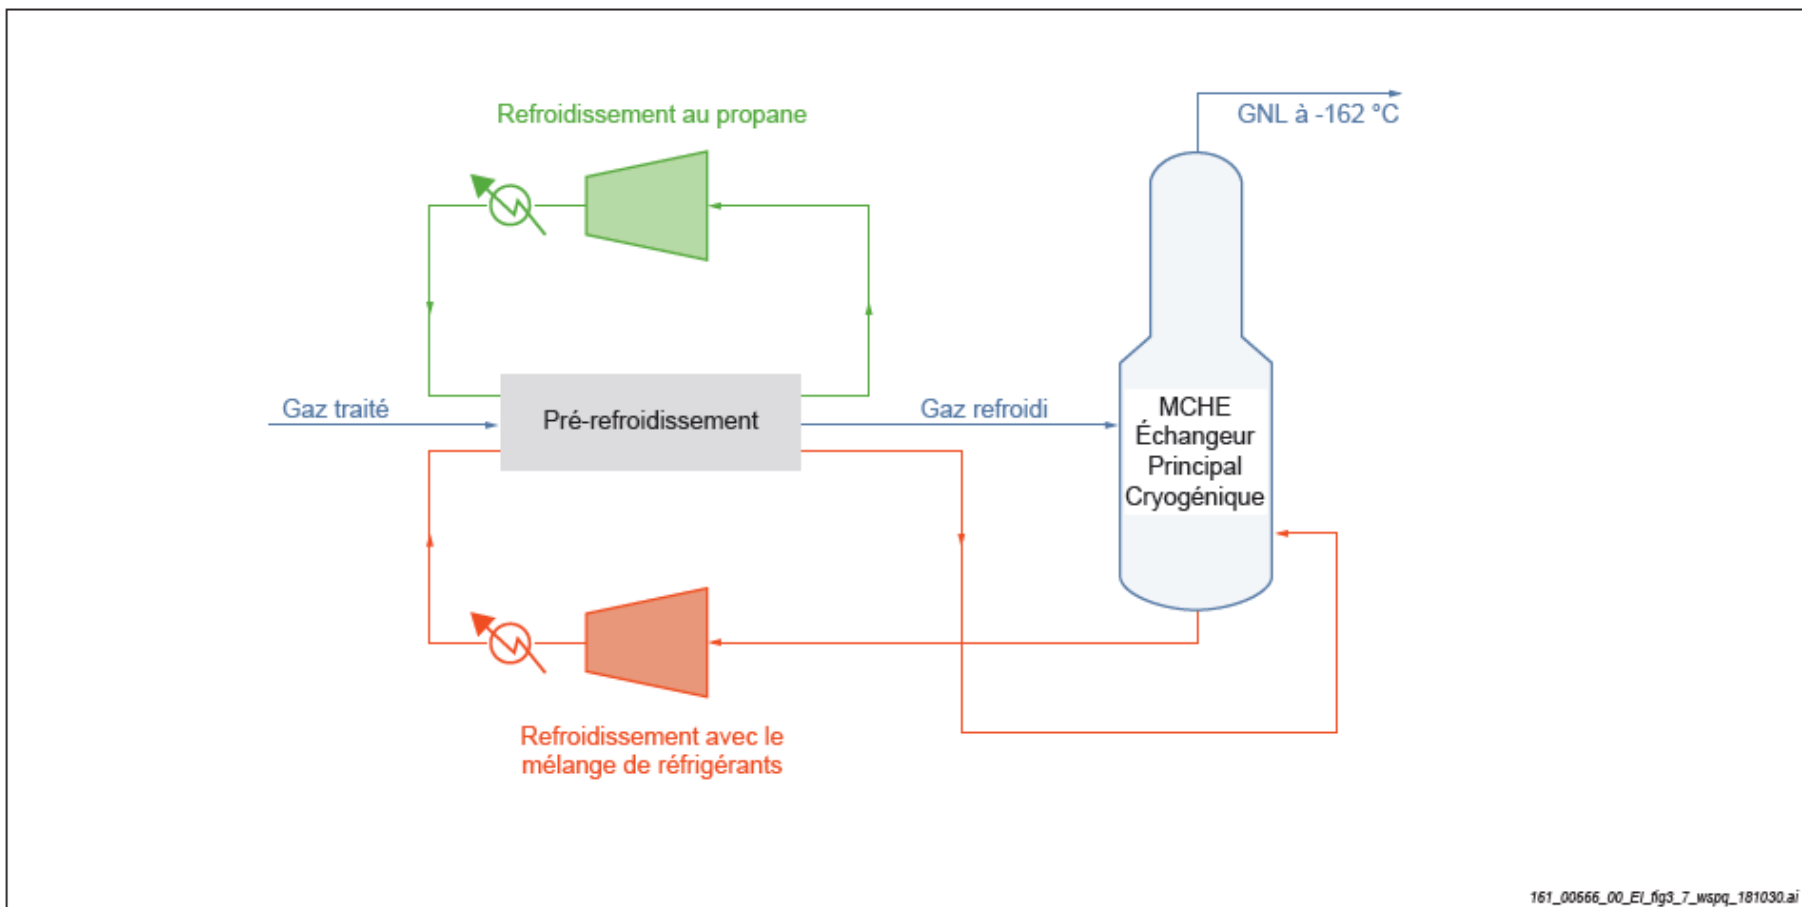 Refroidissement au propane
GNL à -162 °C
Gaz traité
Pré-refroidissement
Gaz refroidi
MCHE
Échangeur
Principal
Cryogénique
Refroidissement avec le
mélange de réfrigérants
161_00666_00_EI_fig3_7_wspq_181030.ai